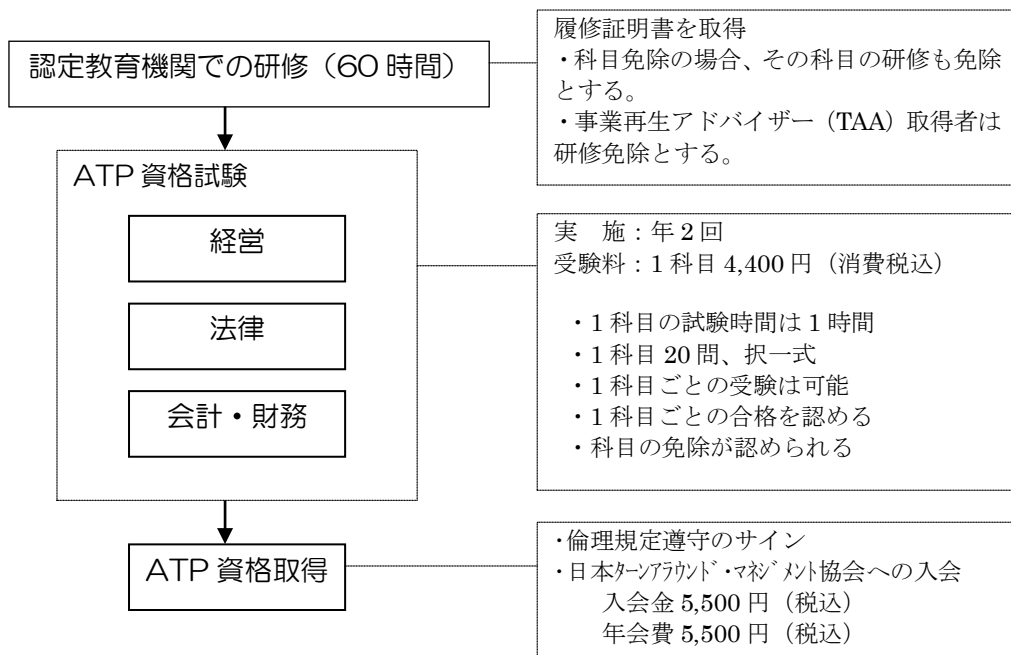 認定教育機関での研修（60時間）
履修証明書を取得
・科目免除の場合、その科目の研修も免除
とする。
・事業再生アドバイザー（TAA）取得者は
研修免除とする。
ATP資格試験
経営
法律
会計・財務
実　施：年2回
受験料：1科目4,400円（消費税込）
・1科目の試験時間は1時間
・1科目20問、択一式
・1科目ごとの受験は可能
・1科目ごとの合格を認める
・科目の免除が認められる
ATP資格取得
・倫理規定遵守のサイン
・日本ﾀｰﾝｱﾗｳﾝﾄﾞ・ﾏﾈｼﾞﾒﾝﾄ協会への入会
入会金5,500円（税込）
年会費5,500円（税込）